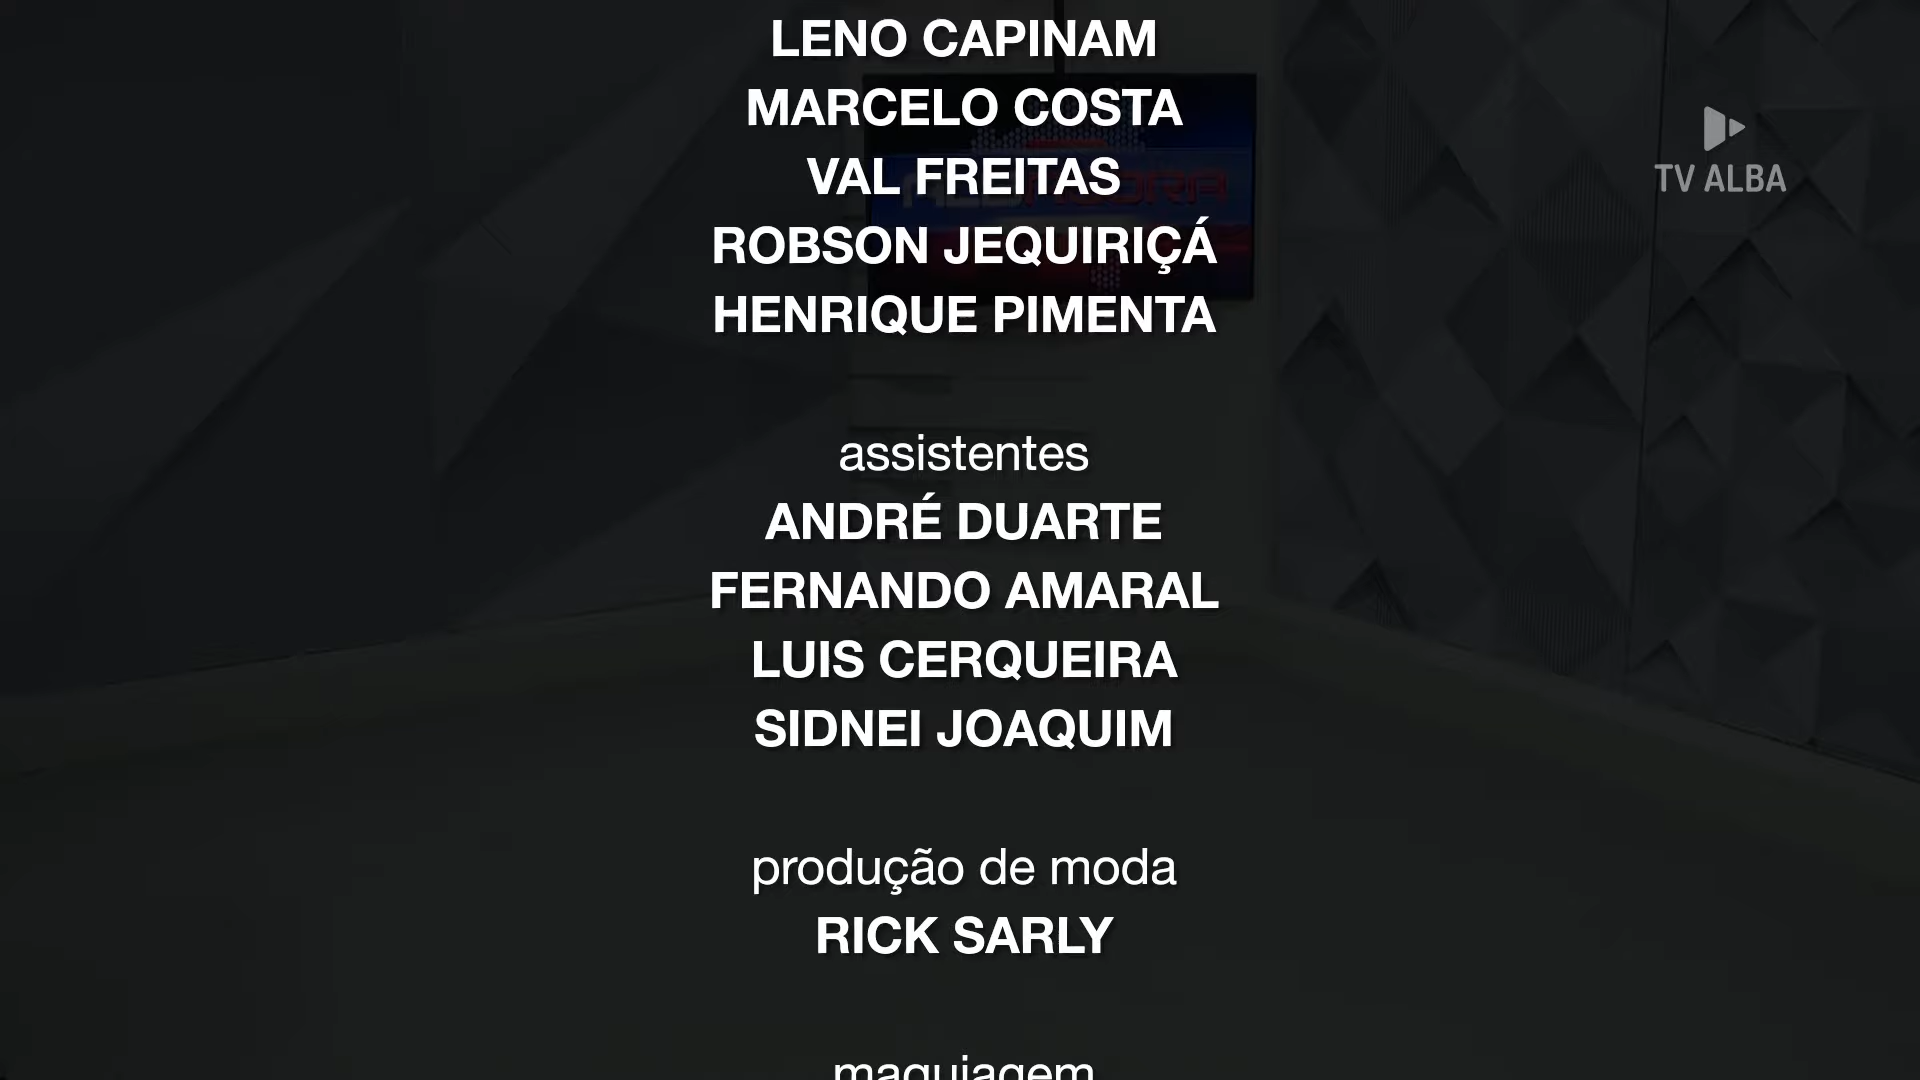 LENO CAPINAM
MARCELO COSTA
VAL FREITAS
ROBSON JEQUIRIÇÁ
HENRIQUE PIMENTA
TV ALBA
assistentes
ANDRÉ DUARTE
FERNANDO AMARAL
LUIS CERQUEIRA
SIDNEI JOAQUIM
produção de moda
RICK SARLY
maquiagem